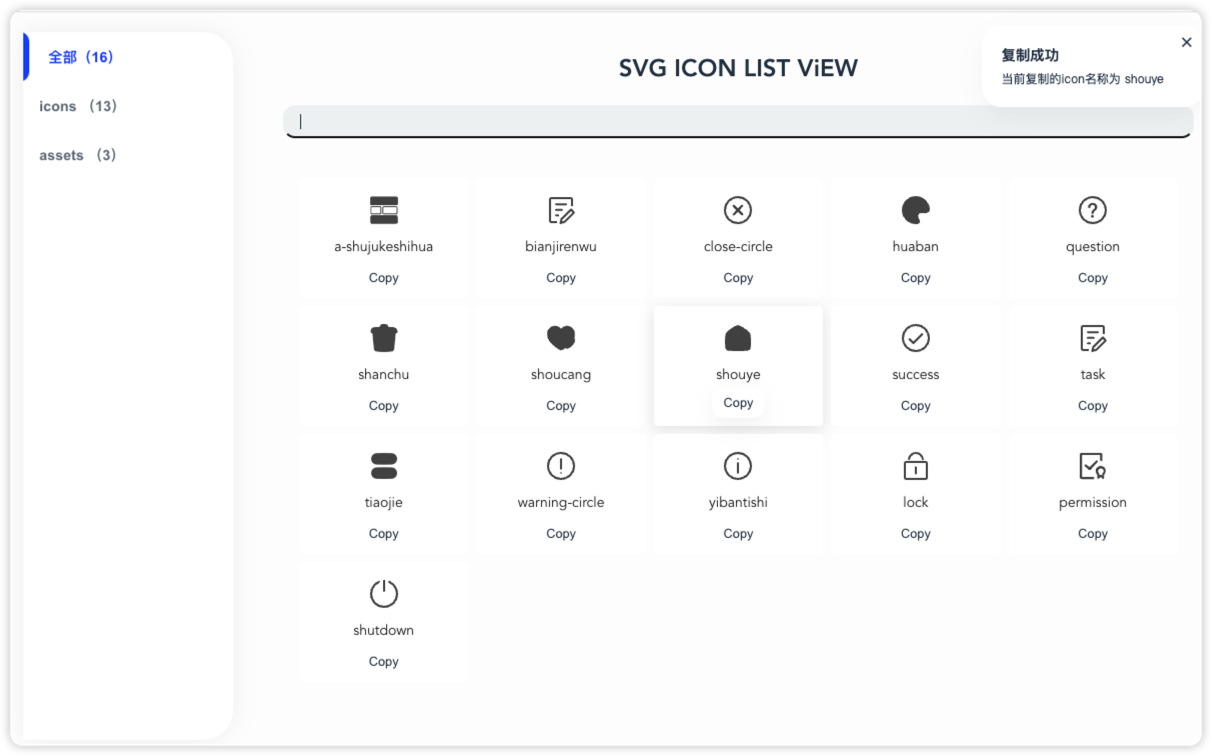 全部（16）
icons （13）
assets （3）
SVG ICON LIST ViEW
复制成功
当前复制的icon名称为 shouye
a-shujukeshihua
Copy
bianjirenwu
Copy
close-circle
Copy
huaban
Copy
question
Copy
shanchu
Copy
shoucang
Copy
shouye
Copy
success
Copy
task
Copy
tiaojie
Copy
warning-circle
Copy
yibantishi
Copy
lock
Copy
permission
Copy
shutdown
Copy